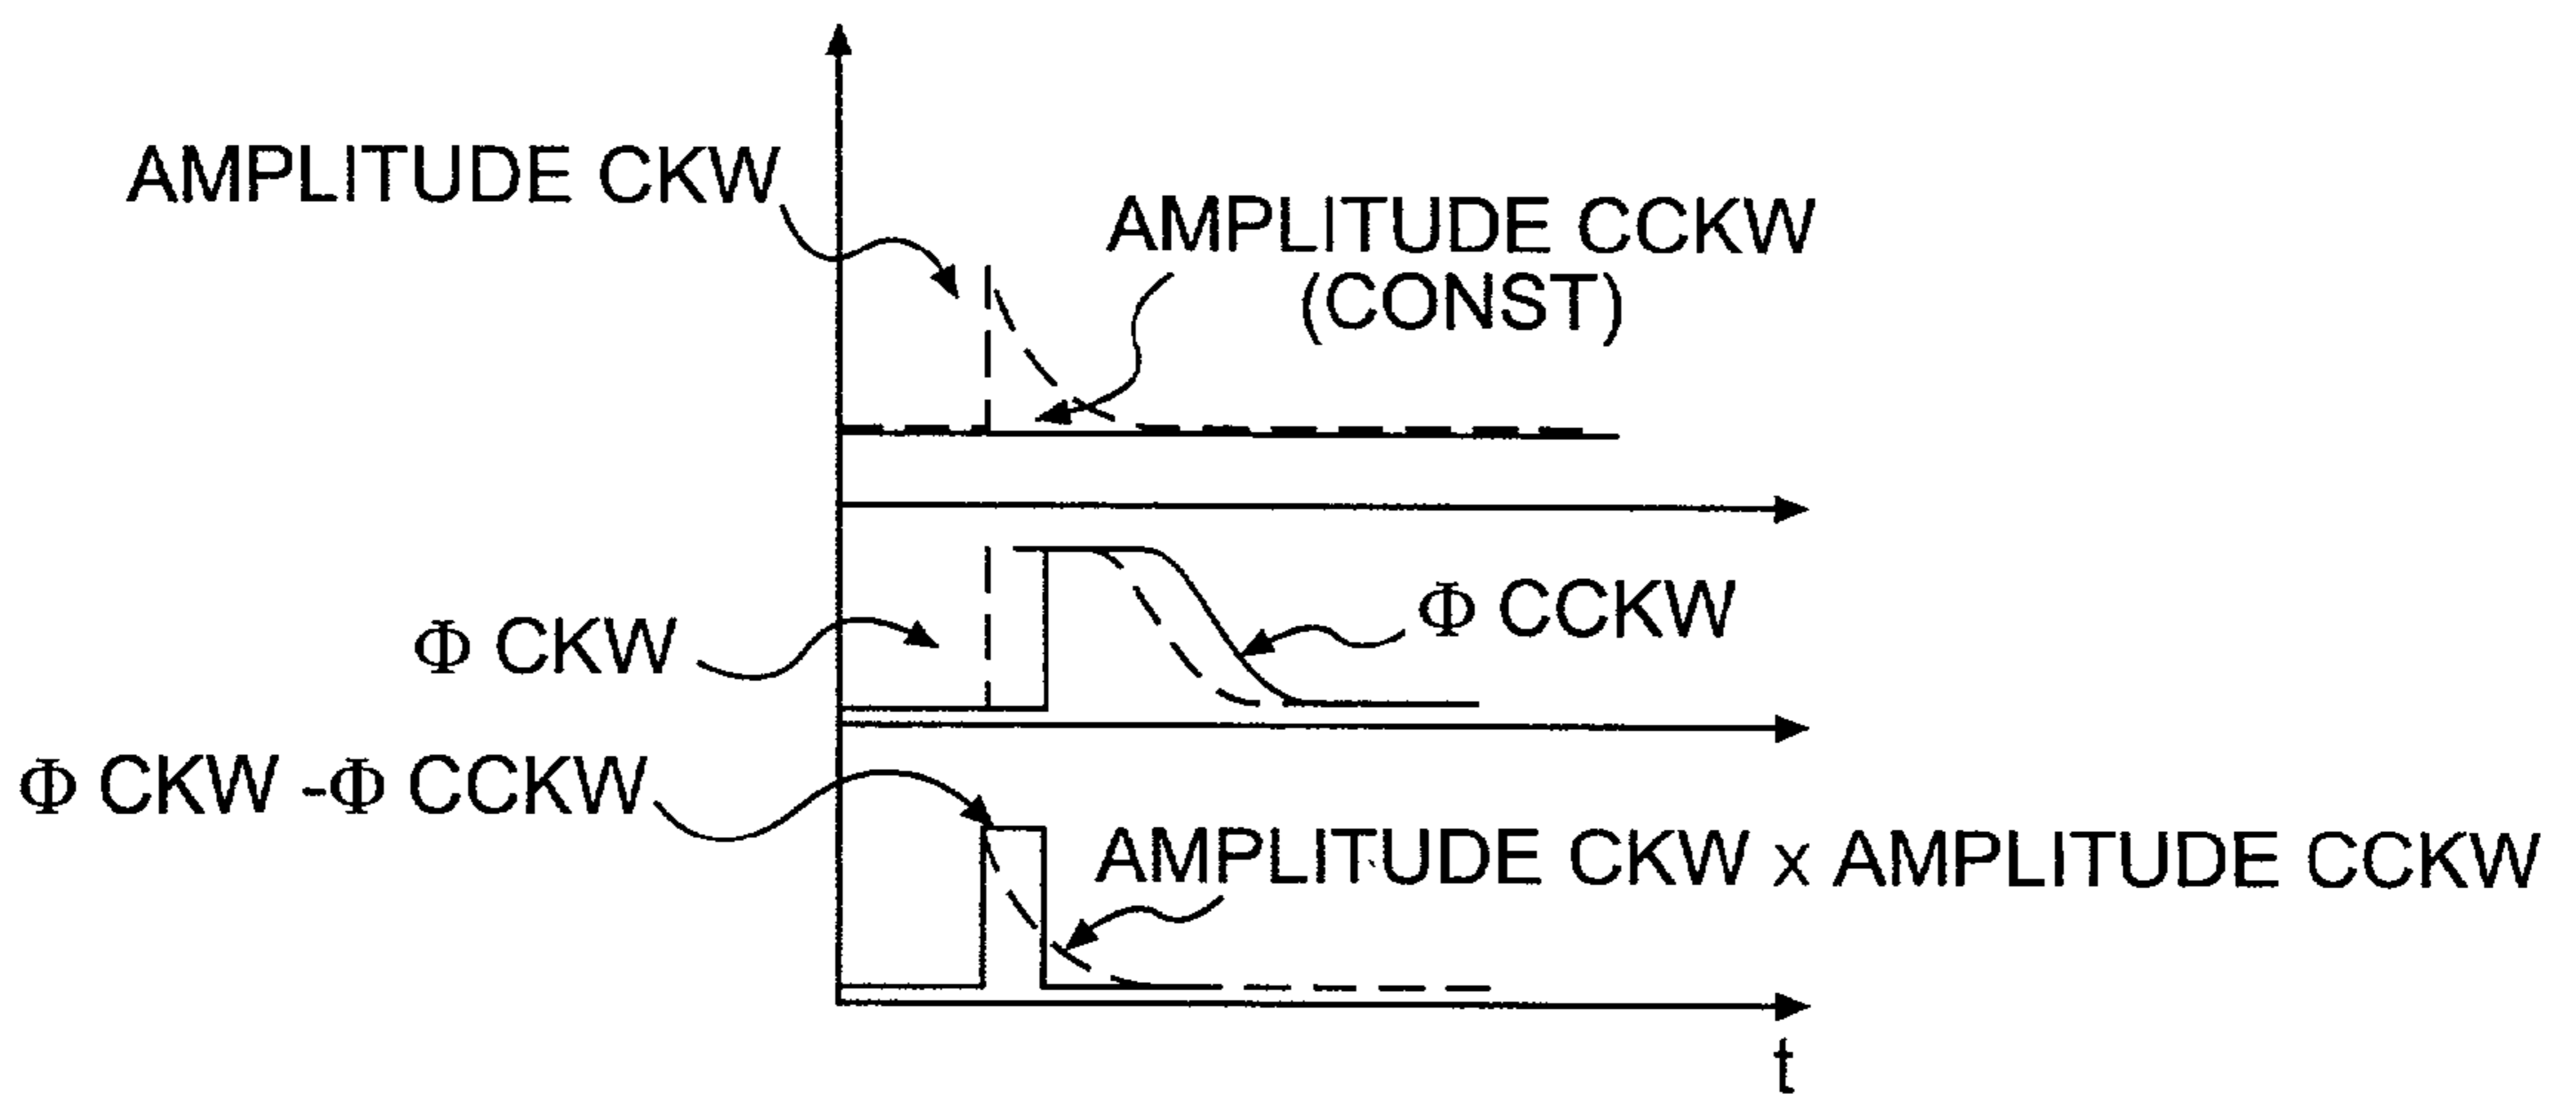 AMPLITUDE CKW
AMPLITUDE CCKW
(CONST)
Φ CKW
Φ CCKW
Φ CKW -Φ CCKW
AMPLITUDE CKW x AMPLITUDE CCKW
t